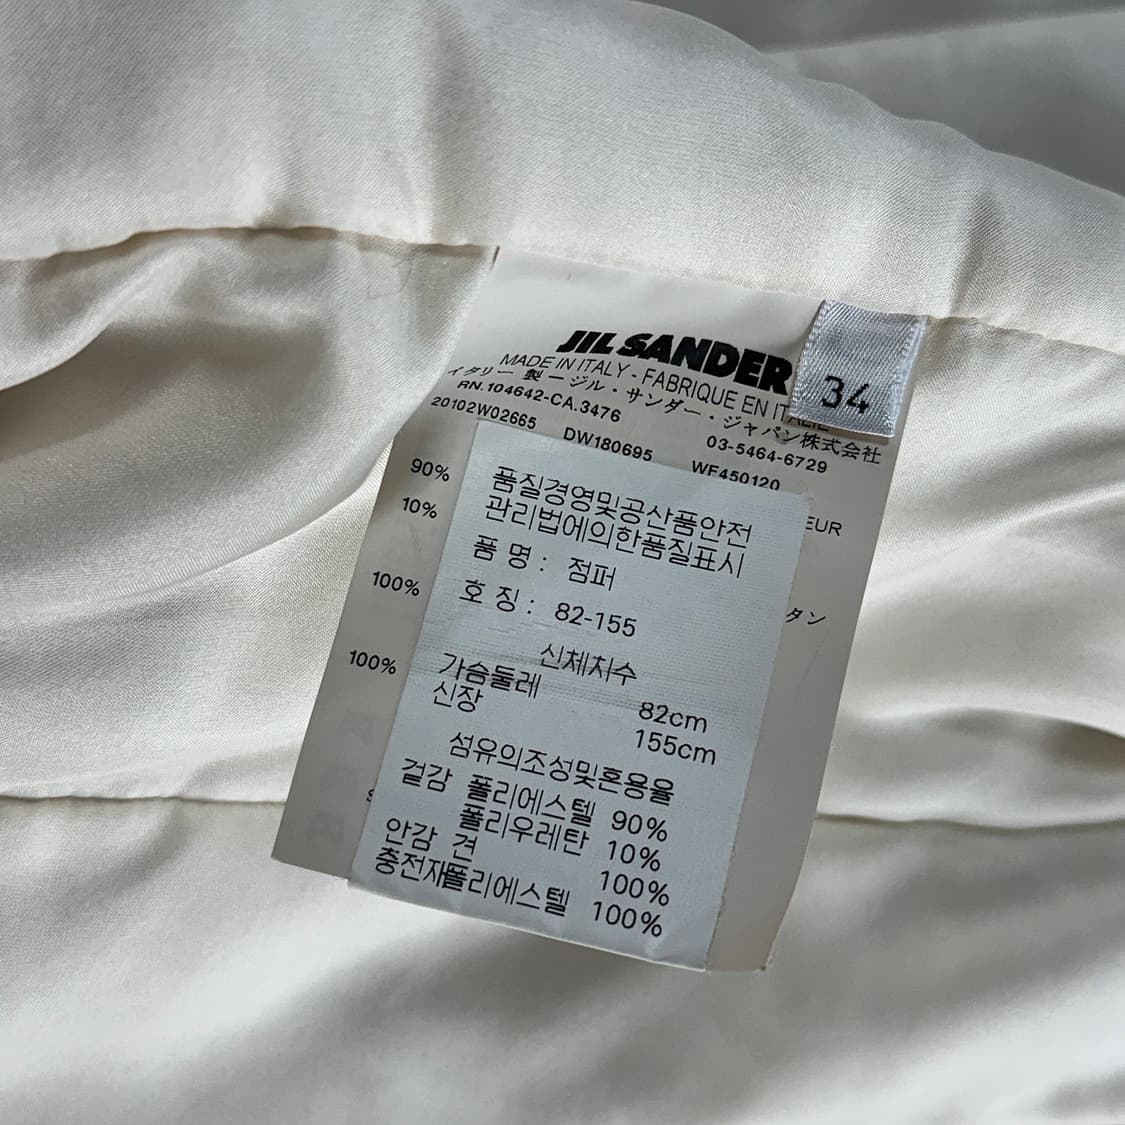 JIL SANDER
34
MADE IN ITALY - FABRIQUE EN ITALIE
イタリー製 ー ジル・サンダー・ジャパン株式会社
RN.104642-CA.3476
03-5464-6729
20102W02665 DW180695 WF450120
90%
10%
EUR
100%
タン
100%
품질경영및공산품안전
관리법에의한품질표시
품 명 : 점퍼
호 징 : 82-155
신체치수
가슴둘레 82cm
신장 155cm
섬유의조성및혼용율
겉감 폴리에스텔 90%
폴리우레탄 10%
안감 견 100%
충전재폴리에스텔 100%